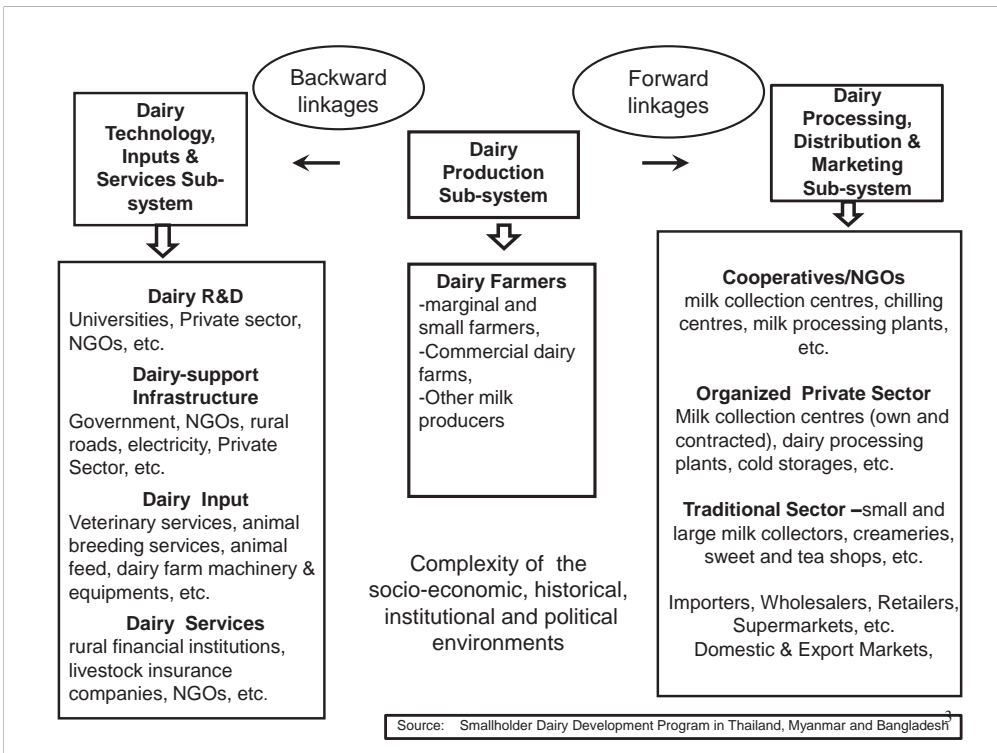 Backward
linkages
Forward
linkages
Dairy
Technology,
Inputs &
Services Sub-
system
Dairy
Production
Sub-system
Dairy
Processing,
Distribution &
Marketing
Sub-system
Dairy R&D
Universities, Private sector,
NGOs, etc.
Dairy-support
Infrastructure
Government, NGOs, rural
roads, electricity, Private
Sector, etc.
Dairy Input
Veterinary services, animal
breeding services, animal
feed, dairy farm machinery &
equipments, etc.
Dairy Services
rural financial institutions,
livestock insurance
companies, NGOs, etc.
Dairy Farmers
-marginal and
small farmers,
-Commercial dairy
farms,
-Other milk
producers
Complexity of the
socio-economic, historical,
institutional and political
environments
Cooperatives/NGOs
milk collection centres, chilling
centres, milk processing plants,
etc.
Organized Private Sector
Milk collection centres (own and
contracted), dairy processing
plants, cold storages, etc.
Traditional Sector –small and
large milk collectors, creameries,
sweet and tea shops, etc.
Importers, Wholesalers, Retailers,
Supermarkets, etc.
Domestic & Export Markets,
Source: Smallholder Dairy Development Program in Thailand, Myanmar and Bangladesh
3